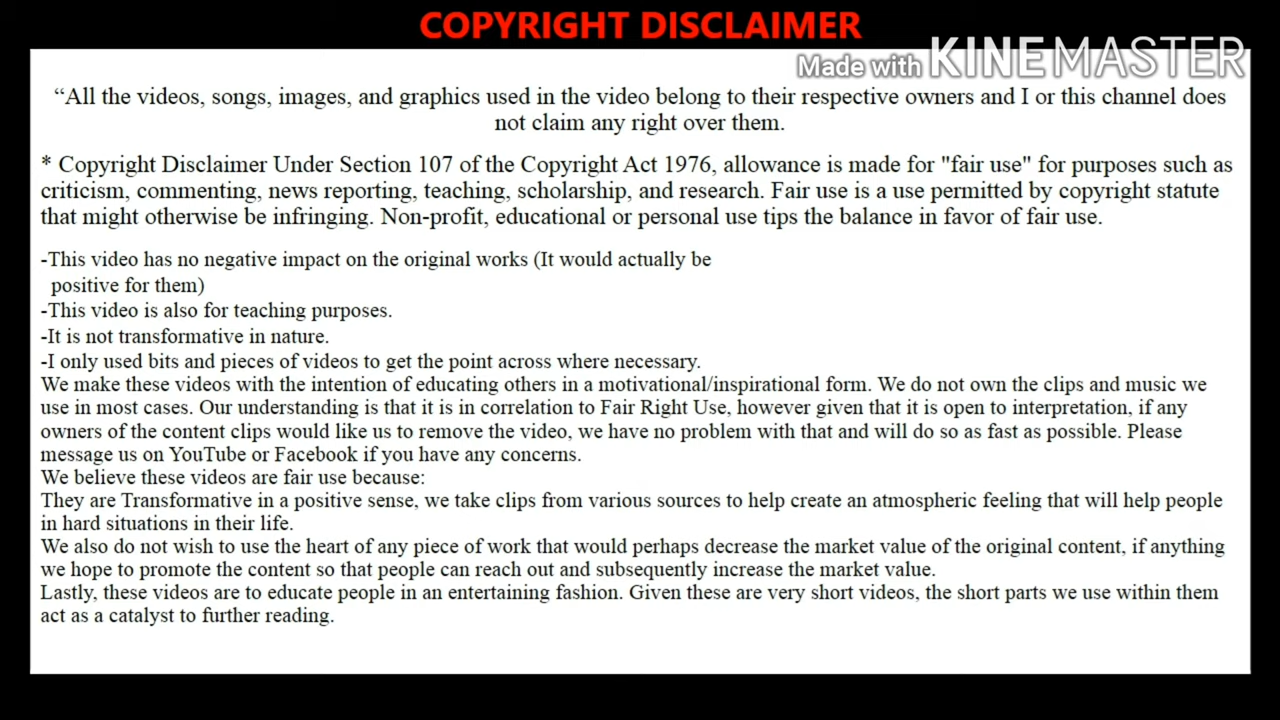 COPYRIGHT DISCLAIMER
Made with KINEMASTER
“All the videos, songs, images, and graphics used in the video belong to their respective owners and I or this channel does
not claim any right over them.
* Copyright Disclaimer Under Section 107 of the Copyright Act 1976, allowance is made for "fair use" for purposes such as
criticism, commenting, news reporting, teaching, scholarship, and research. Fair use is a use permitted by copyright statute
that might otherwise be infringing. Non-profit, educational or personal use tips the balance in favor of fair use.
-This video has no negative impact on the original works (It would actually be
positive for them)
-This video is also for teaching purposes.
-It is not transformative in nature.
-I only used bits and pieces of videos to get the point across where necessary.
We make these videos with the intention of educating others in a motivational/inspirational form. We do not own the clips and music we
use in most cases. Our understanding is that it is in correlation to Fair Right Use, however given that it is open to interpretation, if any
owners of the content clips would like us to remove the video, we have no problem with that and will do so as fast as possible. Please
message us on YouTube or Facebook if you have any concerns.
We believe these videos are fair use because:
They are Transformative in a positive sense, we take clips from various sources to help create an atmospheric feeling that will help people
in hard situations in their life.
We also do not wish to use the heart of any piece of work that would perhaps decrease the market value of the original content, if anything
we hope to promote the content so that people can reach out and subsequently increase the market value.
Lastly, these videos are to educate people in an entertaining fashion. Given these are very short videos, the short parts we use within them
act as a catalyst to further reading.